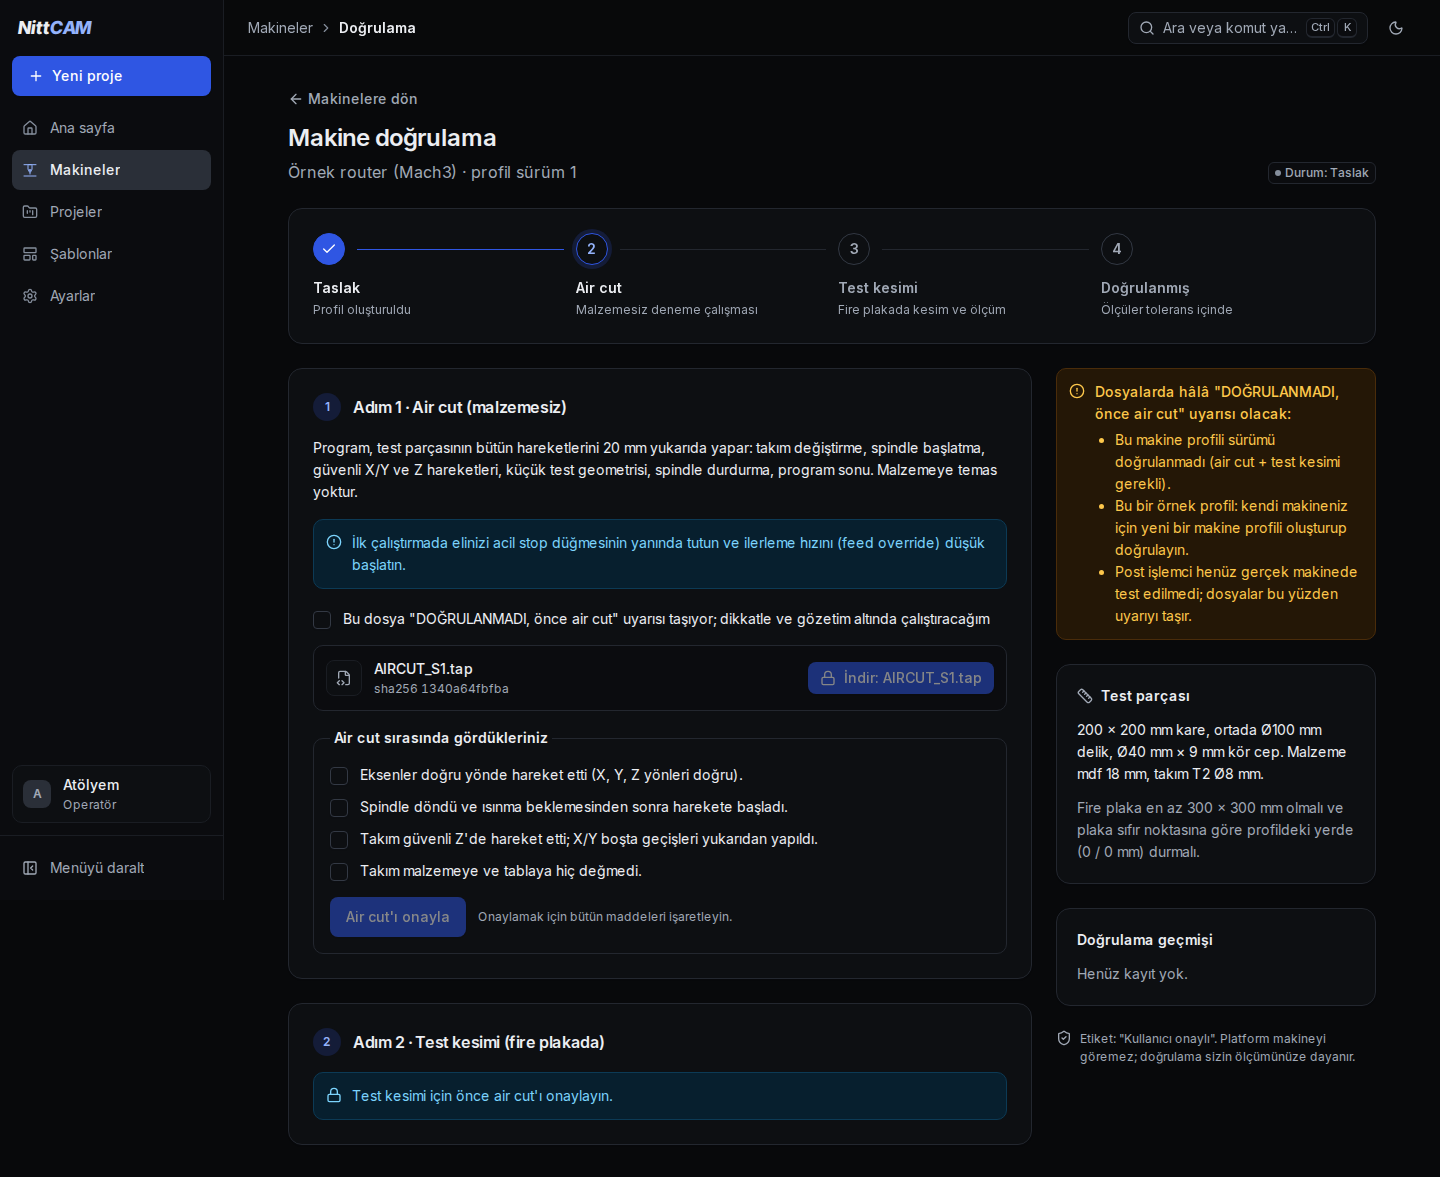 NittCAM
Yeni proje
Ana sayfa
Makineler
Projeler
Şablonlar
Ayarlar
A
Atölyem
Operatör
Menüyü daralt
Makineler > Doğrulama
Ara veya komut ya… Ctrl K
Makinelere dön
Makine doğrulama
Örnek router (Mach3) · profil sürüm 1
Durum: Taslak
Taslak
Profil oluşturuldu
2
Air cut
Malzemesiz deneme çalışması
3
Test kesimi
Fire plakada kesim ve ölçüm
4
Doğrulanmış
Ölçüler tolerans içinde
1 Adım 1 · Air cut (malzemesiz)
Program, test parçasının bütün hareketlerini 20 mm yukarıda yapar: takım değiştirme, spindle başlatma,
güvenli X/Y ve Z hareketleri, küçük test geometrisi, spindle durdurma, program sonu. Malzemeye temas
yoktur.
İlk çalıştırmada elinizi acil stop düğmesinin yanında tutun ve ilerleme hızını (feed override) düşük
başlatın.
Bu dosya "DOĞRULANMADI, önce air cut" uyarısı taşıyor; dikkatle ve gözetim altında çalıştıracağım
AIRCUT_S1.tap
sha256 1340a64fbfba
İndir: AIRCUT_S1.tap
Air cut sırasında gördükleriniz
Eksenler doğru yönde hareket etti (X, Y, Z yönleri doğru).
Spindle döndü ve ısınma beklemesinden sonra harekete başladı.
Takım güvenli Z'de hareket etti; X/Y boşta geçişleri yukarıdan yapıldı.
Takım malzemeye ve tablaya hiç değmedi.
Air cut'ı onayla
Onaylamak için bütün maddeleri işaretleyin.
2 Adım 2 · Test kesimi (fire plakada)
Test kesimi için önce air cut'ı onaylayın.
Dosyalarda hâlâ "DOĞRULANMADI,
önce air cut" uyarısı olacak:
• Bu makine profili sürümü
doğrulanmadı (air cut + test kesimi
gerekli).
• Bu bir örnek profil: kendi makineniz
için yeni bir makine profili oluşturup
doğrulayın.
• Post işlemci henüz gerçek makinede
test edilmedi; dosyalar bu yüzden
uyarıyı taşır.
Test parçası
200 × 200 mm kare, ortada Ø100 mm
delik, Ø40 mm × 9 mm kör cep. Malzeme
mdf 18 mm, takım T2 Ø8 mm.
Fire plaka en az 300 × 300 mm olmalı ve
plaka sıfır noktasına göre profildeki yerde
(0 / 0 mm) durmalı.
Doğrulama geçmişi
Henüz kayıt yok.
Etiket: "Kullanıcı onaylı". Platform makineyi
göremez; doğrulama sizin ölçümünüze dayanır.